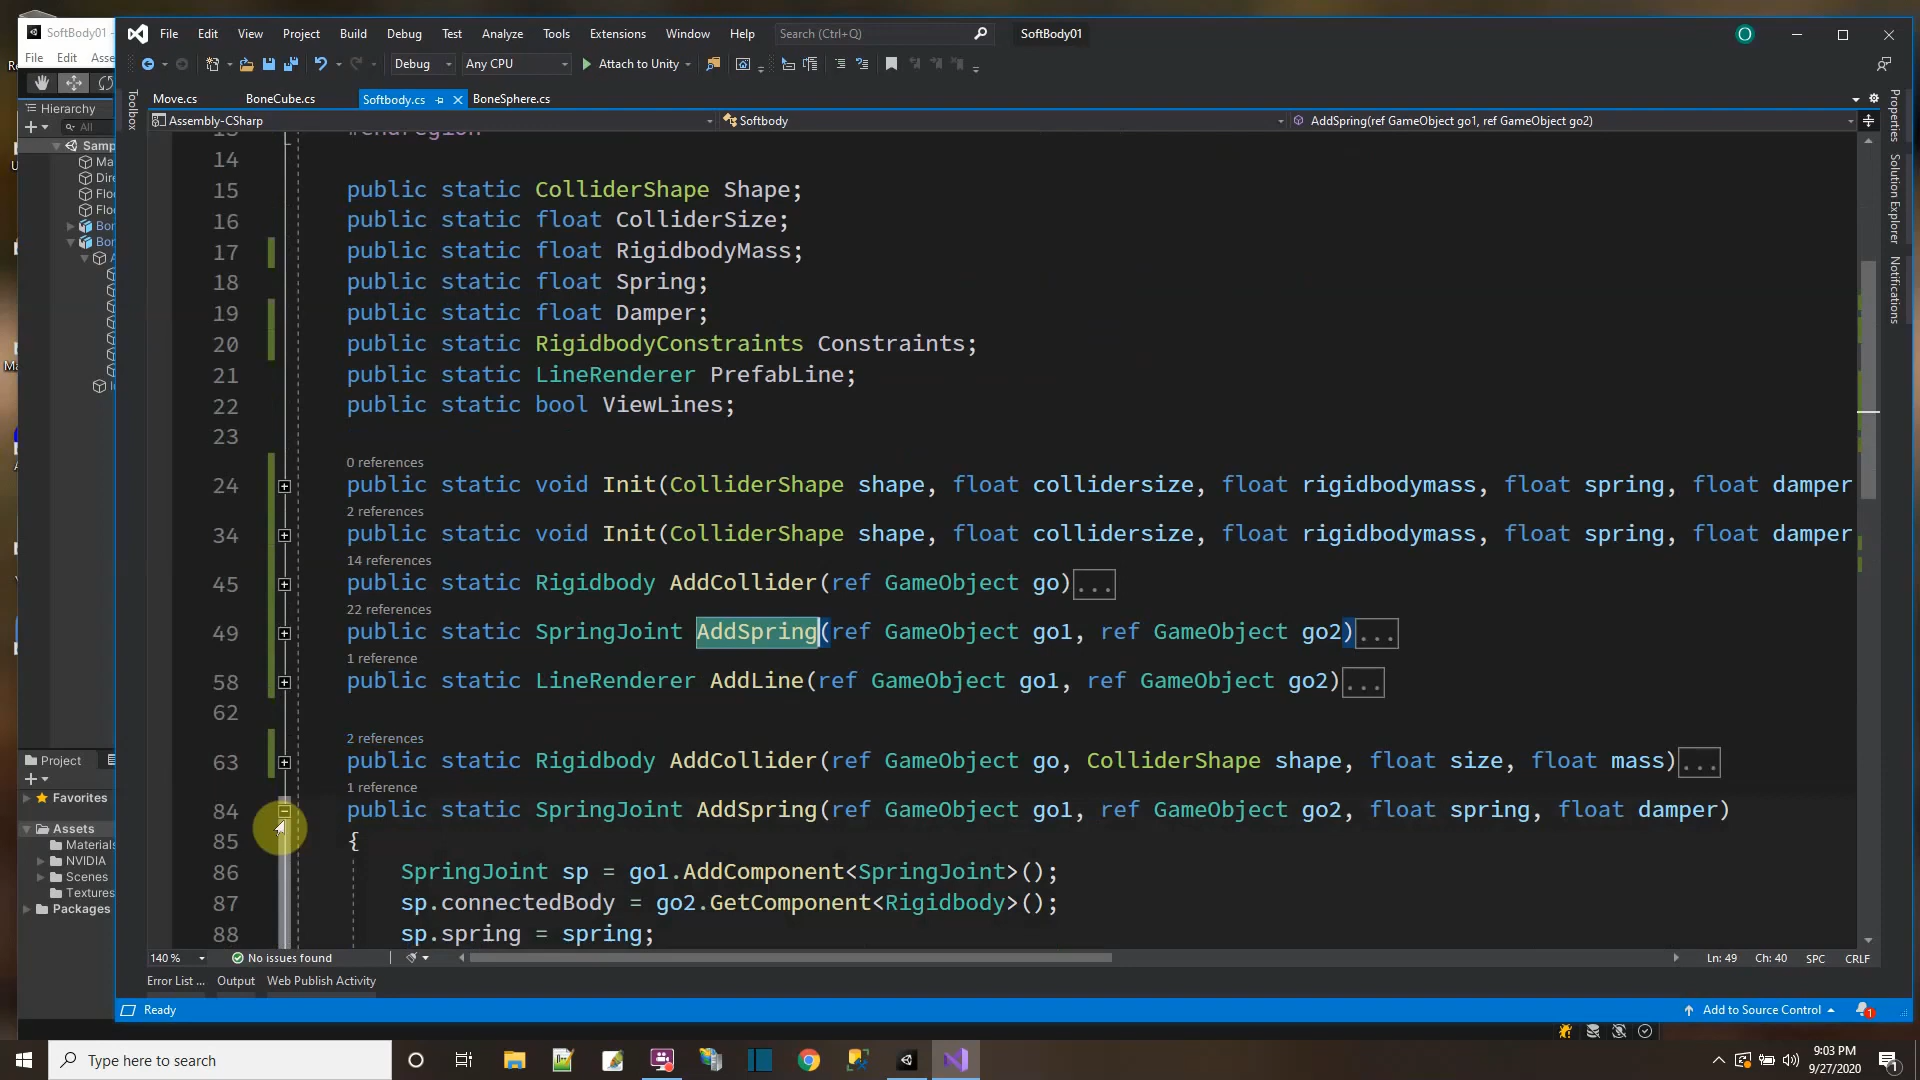 SoftBody01 -
File Edit View Project Build Debug Test Analyze Tools Extensions Window Help Search (Ctrl+Q) SoftBody01 O
File Edit Asse
Debug Any CPU Attach to Unity
Hierarchy
Toolbox
Move.cs BoneCube.cs Softbody.cs BoneSphere.cs
All
Assembly-CSharp Softbody AddSpring(ref GameObject go1, ref GameObject go2)
Properties
Solution Explorer
Notifications
Samp
Ma
Dire
Floo
Floo
Bon
Bon
14
15 public static ColliderShape Shape;
16 public static float ColliderSize;
17 public static float RigidbodyMass;
18 public static float Spring;
19 public static float Damper;
20 public static RigidbodyConstraints Constraints;
21 public static LineRenderer PrefabLine;
22 public static bool ViewLines;
23
0 references
24 public static void Init(ColliderShape shape, float collidersize, float rigidbodymass, float spring, float damper
2 references
34 public static void Init(ColliderShape shape, float collidersize, float rigidbodymass, float spring, float damper
14 references
45 public static Rigidbody AddCollider(ref GameObject go)...
22 references
49 public static SpringJoint AddSpring(ref GameObject go1, ref GameObject go2)...
1 reference
58 public static LineRenderer AddLine(ref GameObject go1, ref GameObject go2)...
62
2 references
63 public static Rigidbody AddCollider(ref GameObject go, ColliderShape shape, float size, float mass)...
1 reference
84 public static SpringJoint AddSpring(ref GameObject go1, ref GameObject go2, float spring, float damper)
85 {
86 SpringJoint sp = go1.AddComponent<SpringJoint>();
87 sp.connectedBody = go2.GetComponent<Rigidbody>();
88 sp.spring = spring;
Project
Favorites
Assets
Materials
NVIDIA
Scenes
Textures
Packages
140 % No issues found Ln: 49 Ch: 40 SPC CRLF
Error List ... Output Web Publish Activity
Ready Add to Source Control 1
Type here to search
9:03 PM
9/27/2020
1